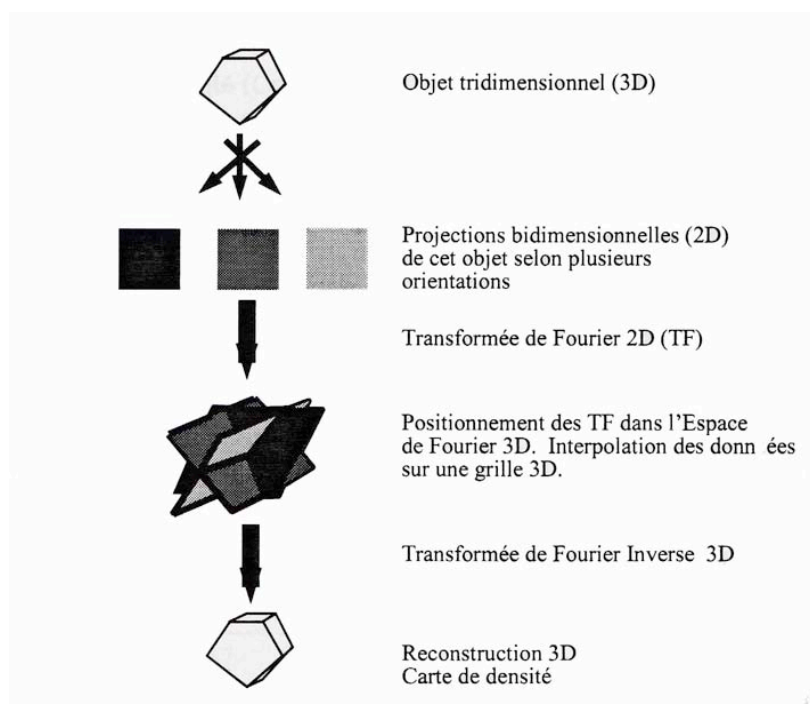 Objet tridimensionnel (3D)
Projections bidimensionnelles (2D)
de cet objet selon plusieurs
orientations
Transformée de Fourier 2D (TF)
Positionnement des TF dans l'Espace
de Fourier 3D. Interpolation des donn ées
sur une grille 3D.
Transformée de Fourier Inverse 3D
Reconstruction 3D
Carte de densité